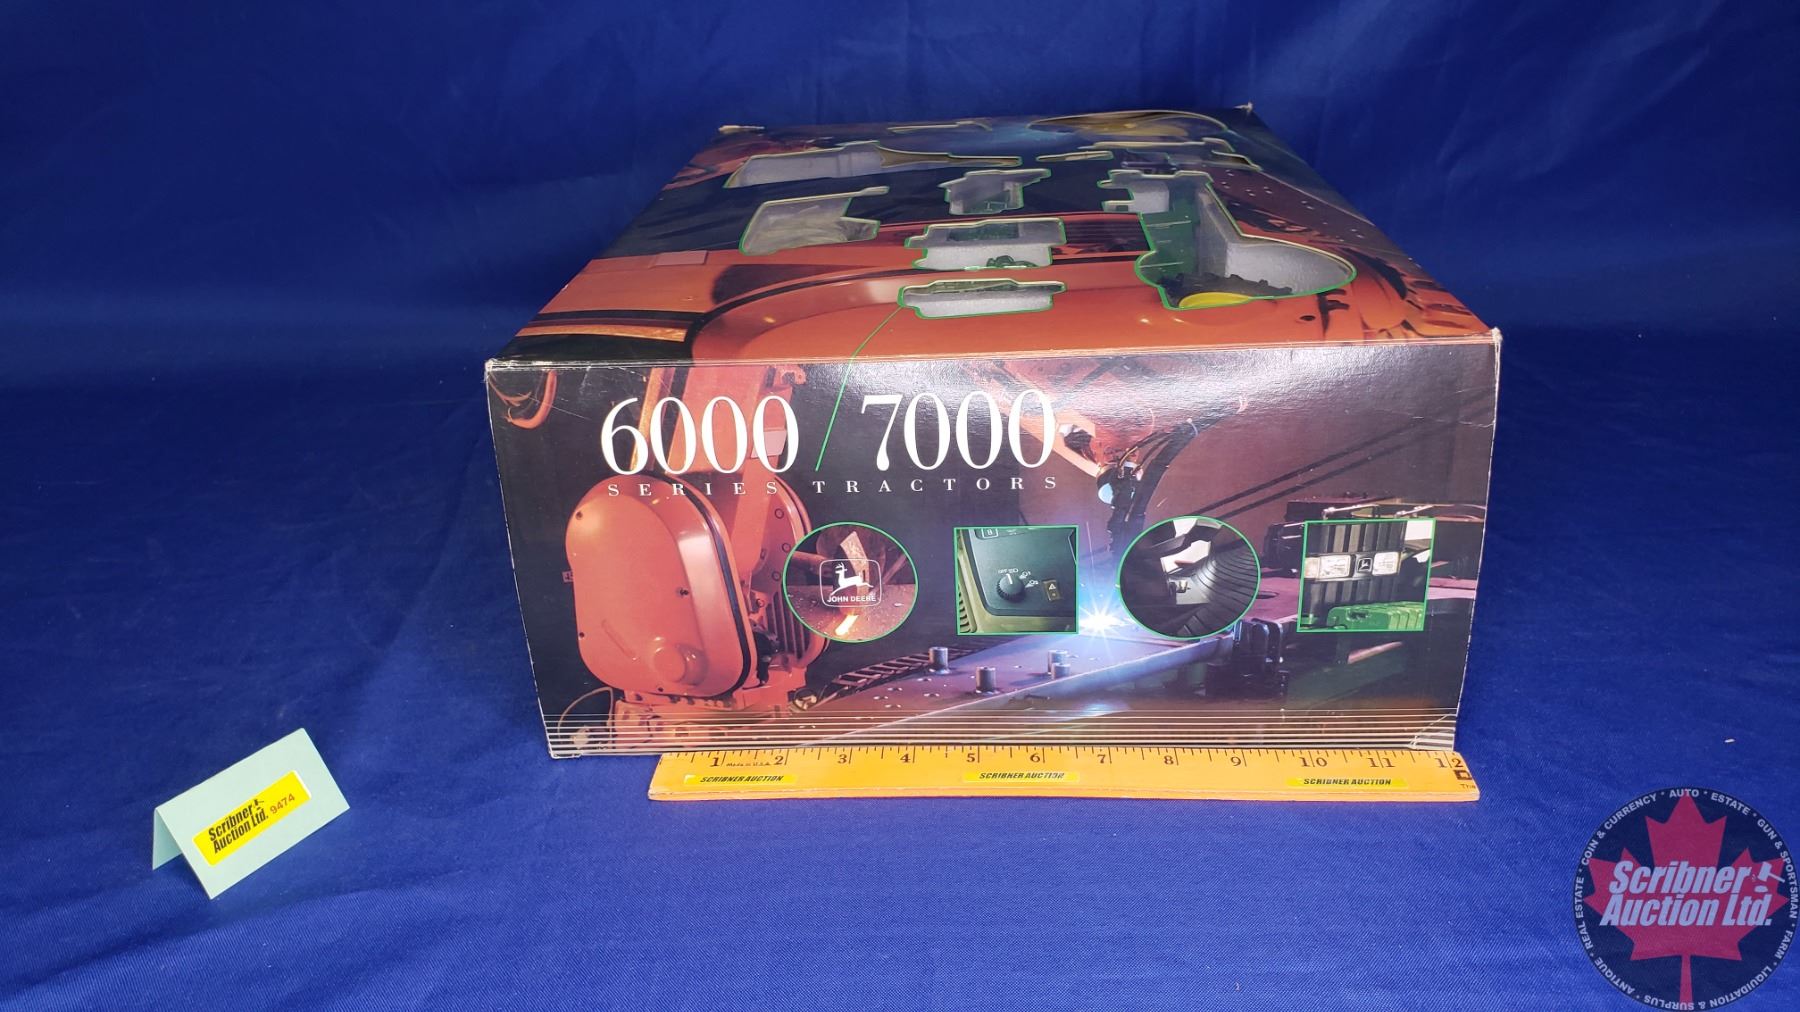 6000 / 7000
SERIES TRACTORS
JOHN DEERE
1 2 3 4 5 6 7 8 9 10 11 12
Made in U.S.A.
SCRIBNER AUCTION
SCRIBNER AUCTION
SCRIBNER AUCTION
Scribner
Auction Ltd. 9474
COIN & CURRENCY * AUTO * ESTATE * GUN & SPORTSMAN * FARM * LIQUIDATION & SURPLUS * ANTIQUE * REAL ESTATE *
Scribner
Auction Ltd.